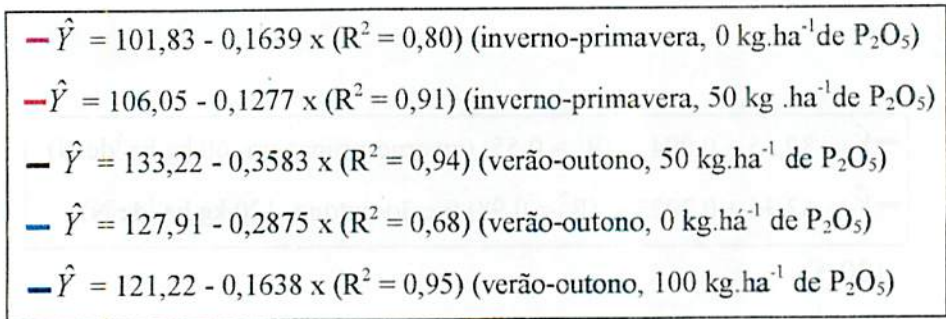 Ŷ = 101,83 - 0,1639 x (R² = 0,80) (inverno-primavera, 0 kg.ha⁻¹de P₂O₅)
Ŷ = 106,05 - 0,1277 x (R² = 0,91) (inverno-primavera, 50 kg .ha⁻¹de P₂O₅)
Ŷ = 133,22 - 0,3583 x (R² = 0,94) (verão-outono, 50 kg.ha⁻¹ de P₂O₅)
Ŷ = 127,91 - 0,2875 x (R² = 0,68) (verão-outono, 0 kg.há⁻¹ de P₂O₅)
Ŷ = 121,22 - 0,1638 x (R² = 0,95) (verão-outono, 100 kg.ha⁻¹ de P₂O₅)